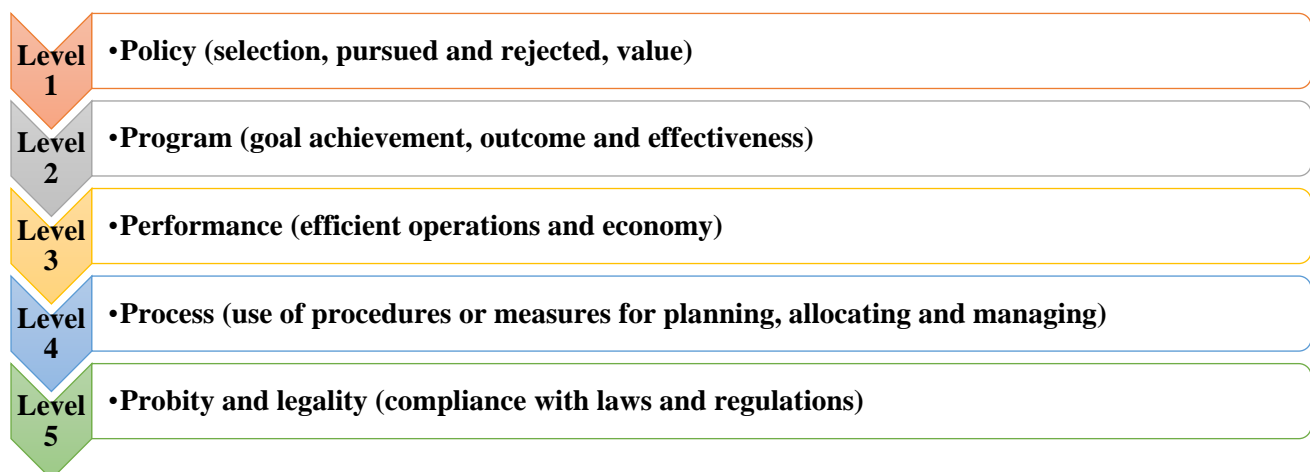 Level
1
•Policy (selection, pursued and rejected, value)
Level
2
•Program (goal achievement, outcome and effectiveness)
Level
3
•Performance (efficient operations and economy)
Level
4
•Process (use of procedures or measures for planning, allocating and managing)
Level
5
•Probity and legality (compliance with laws and regulations)